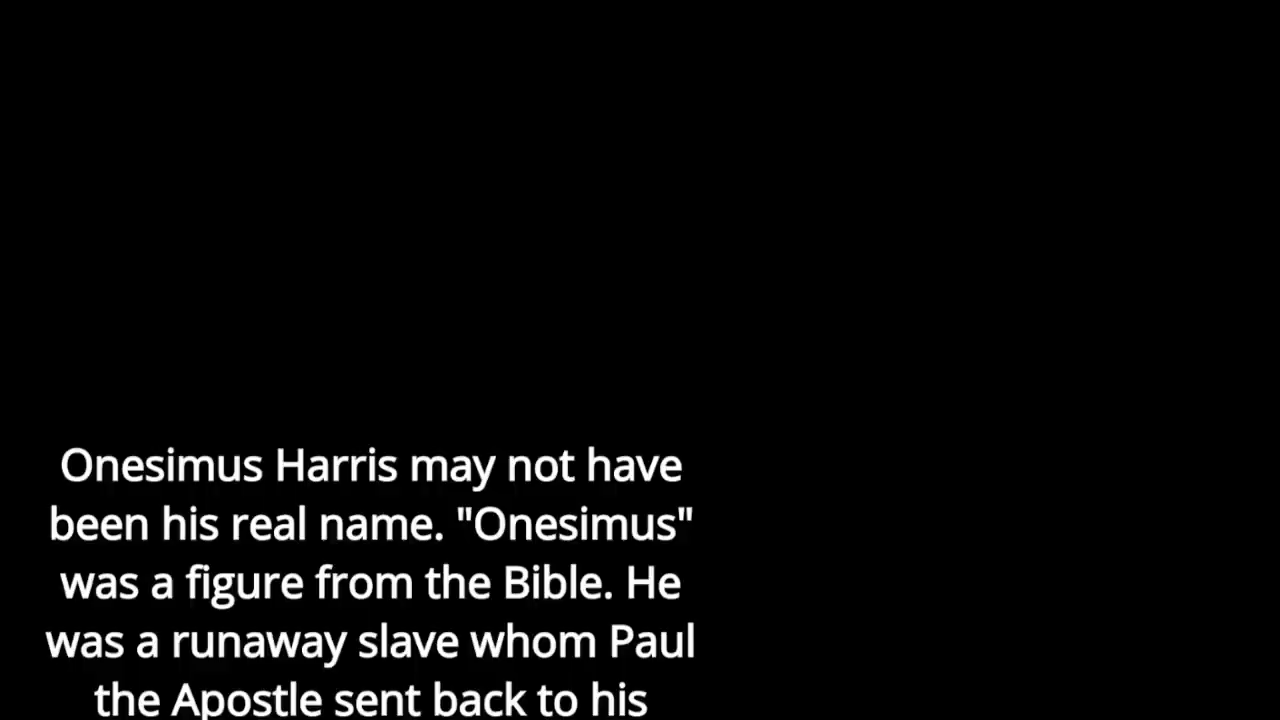 Onesimus Harris may not have
been his real name. "Onesimus"
was a figure from the Bible. He
was a runaway slave whom Paul
the Apostle sent back to his